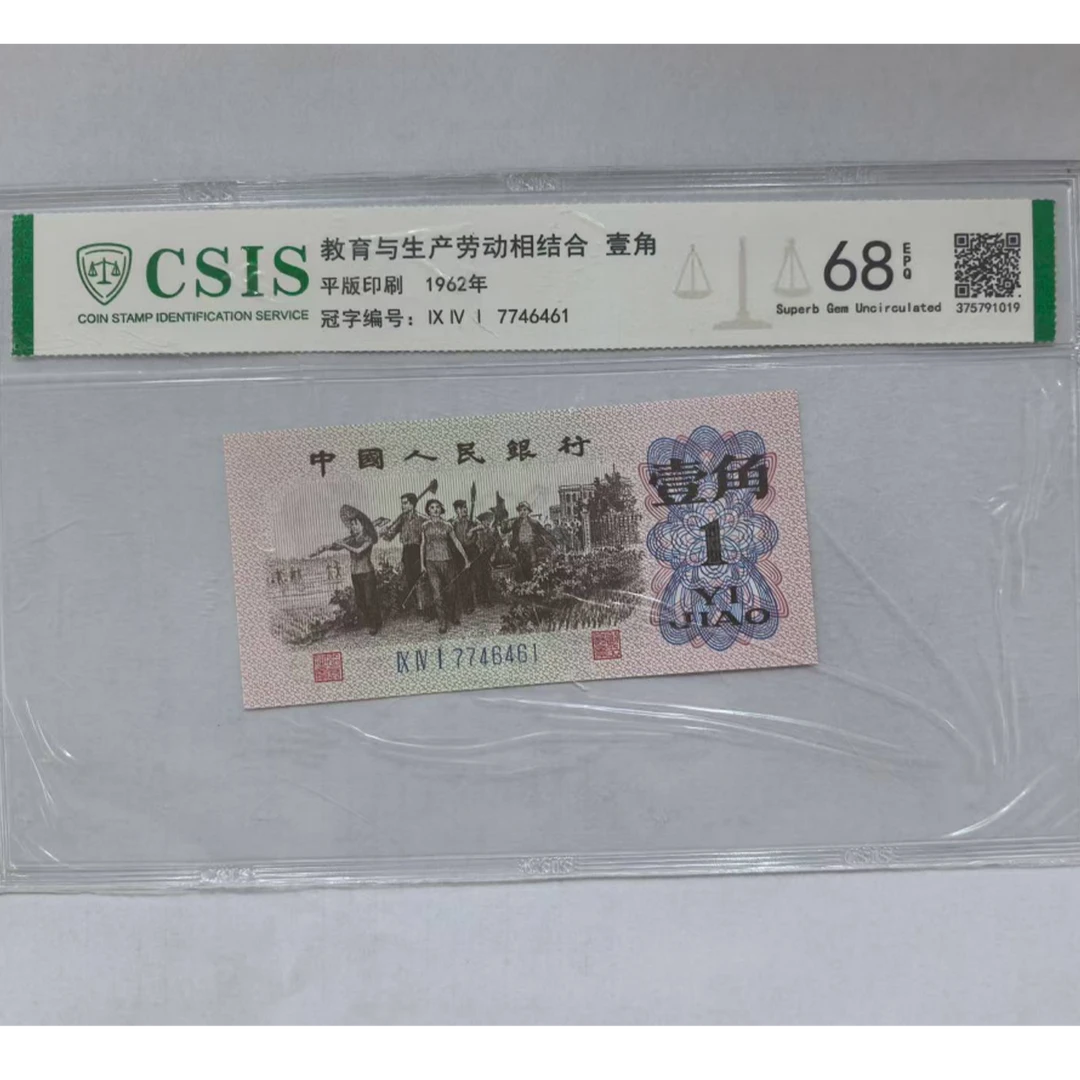 CSIS
COIN STAMP IDENTIFICATION SERVICE
教育与生产劳动相结合 壹角
平版印刷 1962年
冠字编号：IX IV I 7746461
68 EPQ
Superb Gem Uncirculated
375791019
中國人民銀行
壹角
1
YI
JIAO
IX IV I 7746461